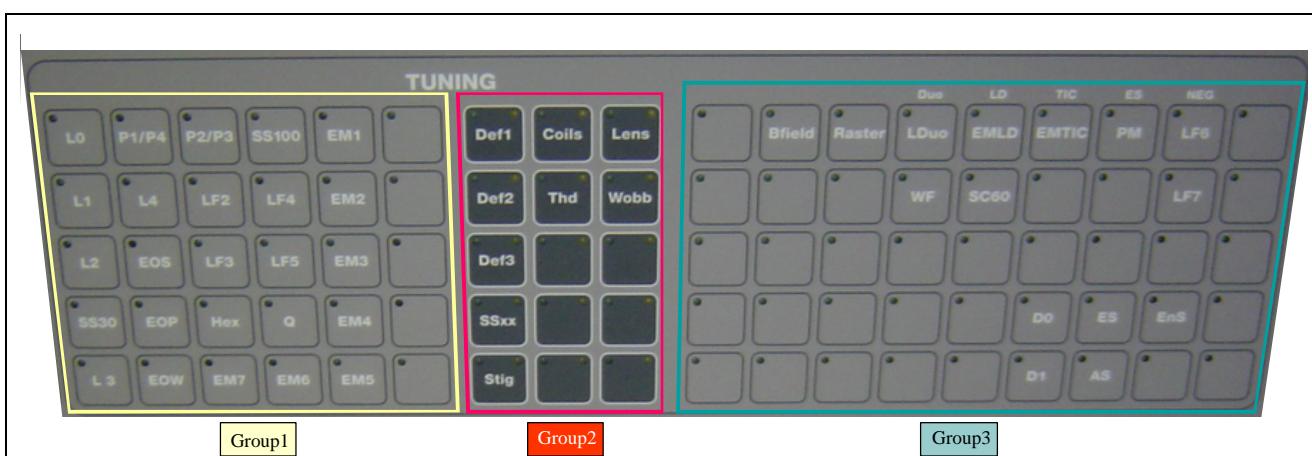 TUNING
Duo LD TIC ES NEG
L0 P1/P4 P2/P3 SS100 EM1 Def1 Coils Lens Bfield Raster LDuo EMLD EMTIC PM LF6
L1 L4 LF2 LF4 EM2 Def2 Thd Wobb WF SC60 LF7
L2 EOS LF3 LF5 EM3 Def3
SS30 EOP Hex Q EM4 SSxx D0 ES EnS
L 3 EOW EM7 EM6 EM5 Stig D1 AS
Group1 Group2 Group3